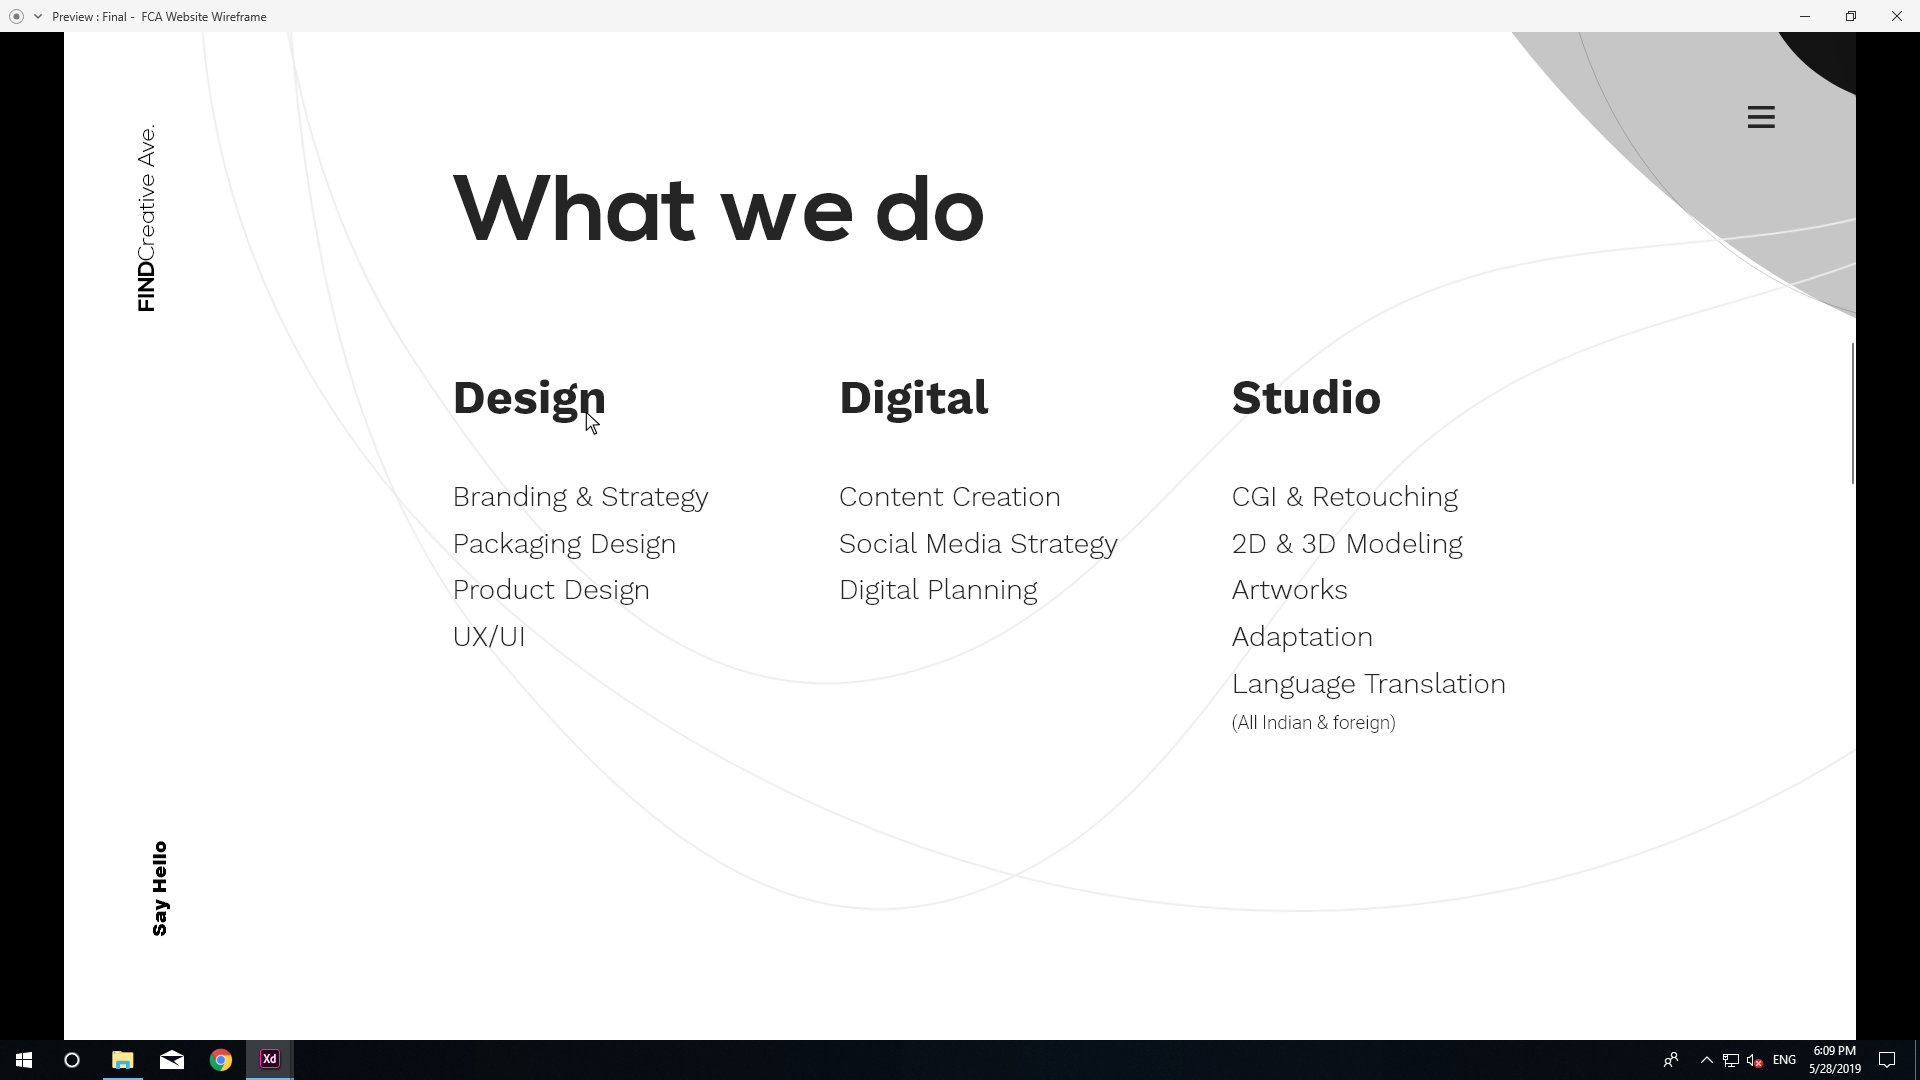 Preview : Final - FCA Website Wireframe
FINDCreative Ave.
What we do
Design
Branding & Strategy
Packaging Design
Product Design
UX/UI
Digital
Content Creation
Social Media Strategy
Digital Planning
Studio
CGI & Retouching
2D & 3D Modeling
Artworks
Adaptation
Language Translation
(All Indian & foreign)
Say Hello
Xd
ENG
6:09 PM
5/28/2019